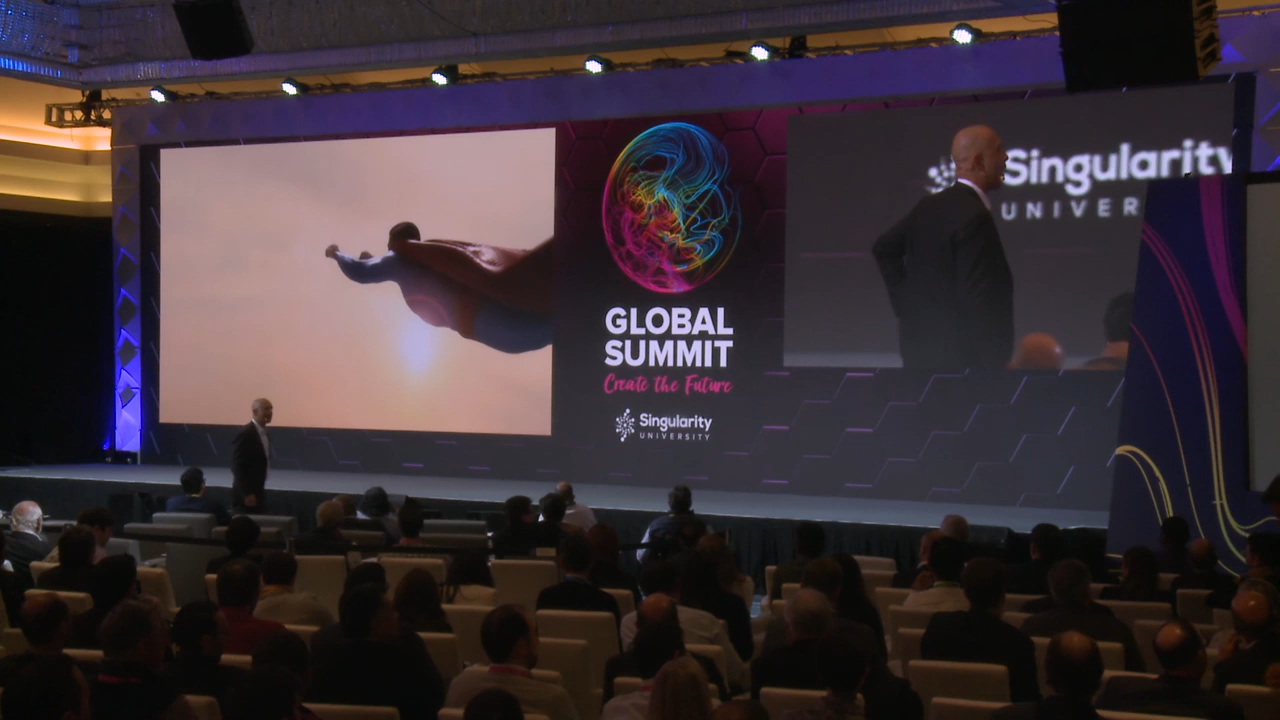 GLOBAL
SUMMIT
Create the Future
Singularity
UNIVERSITY
Singularity
UNIVER